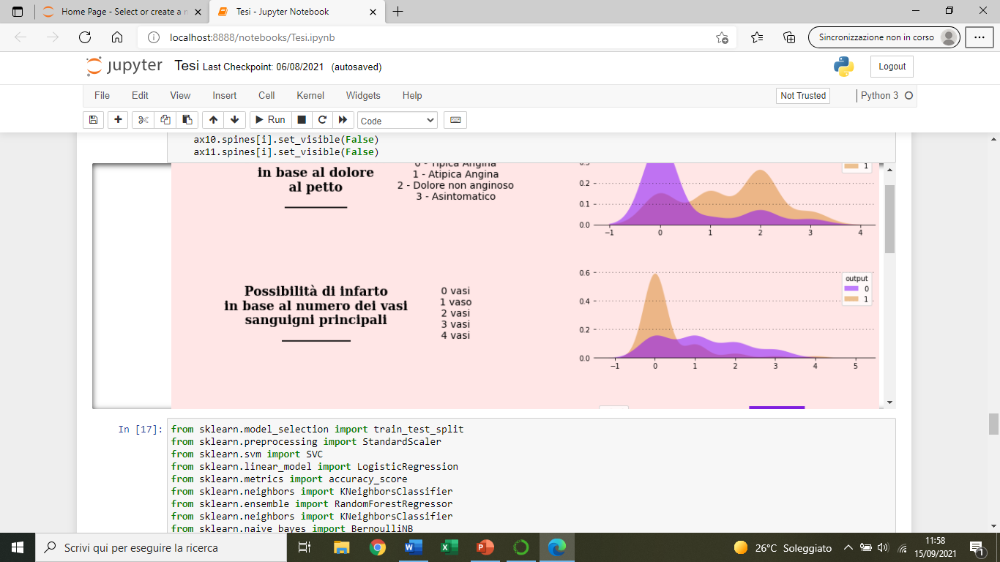 Home Page - Select or create a n
Tesi - Jupyter Notebook
localhost:8888/notebooks/Tesi.ipynb
Sincronizzazione non in corso
jupyter Tesi Last Checkpoint: 06/08/2021 (autosaved)
Logout
File Edit View Insert Cell Kernel Widgets Help
Not Trusted
Python 3
Run
Code
ax10.spines[i].set_visible(False)
ax11.spines[i].set_visible(False)
in base al dolore
al petto
0 - Tipica Angina
1 - Atipica Angina
2 - Dolore non anginoso
3 - Asintomatico
0.3
0.2
0.1
0.0
−1 0 1 2 3 4
1
Possibilità di infarto
in base al numero dei vasi
sanguigni principali
0 vasi
1 vaso
2 vasi
3 vasi
4 vasi
0.6
0.4
0.2
0.0
−1 0 1 2 3 4 5
output
0
1
In [17]:
from sklearn.model_selection import train_test_split
from sklearn.preprocessing import StandardScaler
from sklearn.svm import SVC
from sklearn.linear_model import LogisticRegression
from sklearn.metrics import accuracy_score
from sklearn.neighbors import KNeighborsClassifier
from sklearn.ensemble import RandomForestRegressor
from sklearn.neighbors import KNeighborsClassifier
from sklearn.naive_bayes import BernoulliNB
Scrivi qui per eseguire la ricerca
26°C Soleggiato
11:58
15/09/2021
1